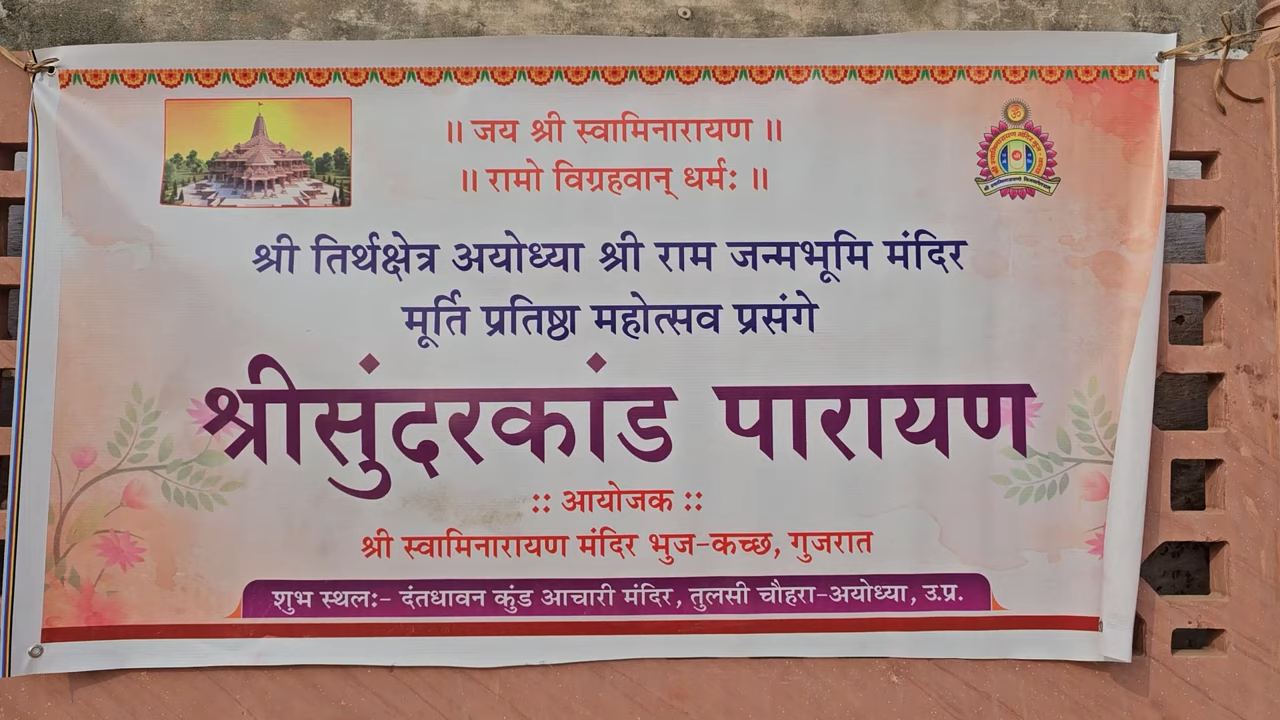 ॥ जय श्री स्वामिनारायण ॥
॥ रामो विग्रहवान् धर्म: ॥
श्री तिर्थक्षेत्र अयोध्या श्री राम जन्मभूमि मंदिर
मूर्ति प्रतिष्ठा महोत्सव प्रसंगे
श्रीसुंदरकांड पारायण
:: आयोजक ::
श्री स्वामिनारायण मंदिर भुज-कच्छ, गुजरात
शुभ स्थल:- दंतधावन कुंड आचारी मंदिर, तुलसी चौहरा-अयोध्या, उ.प्र.